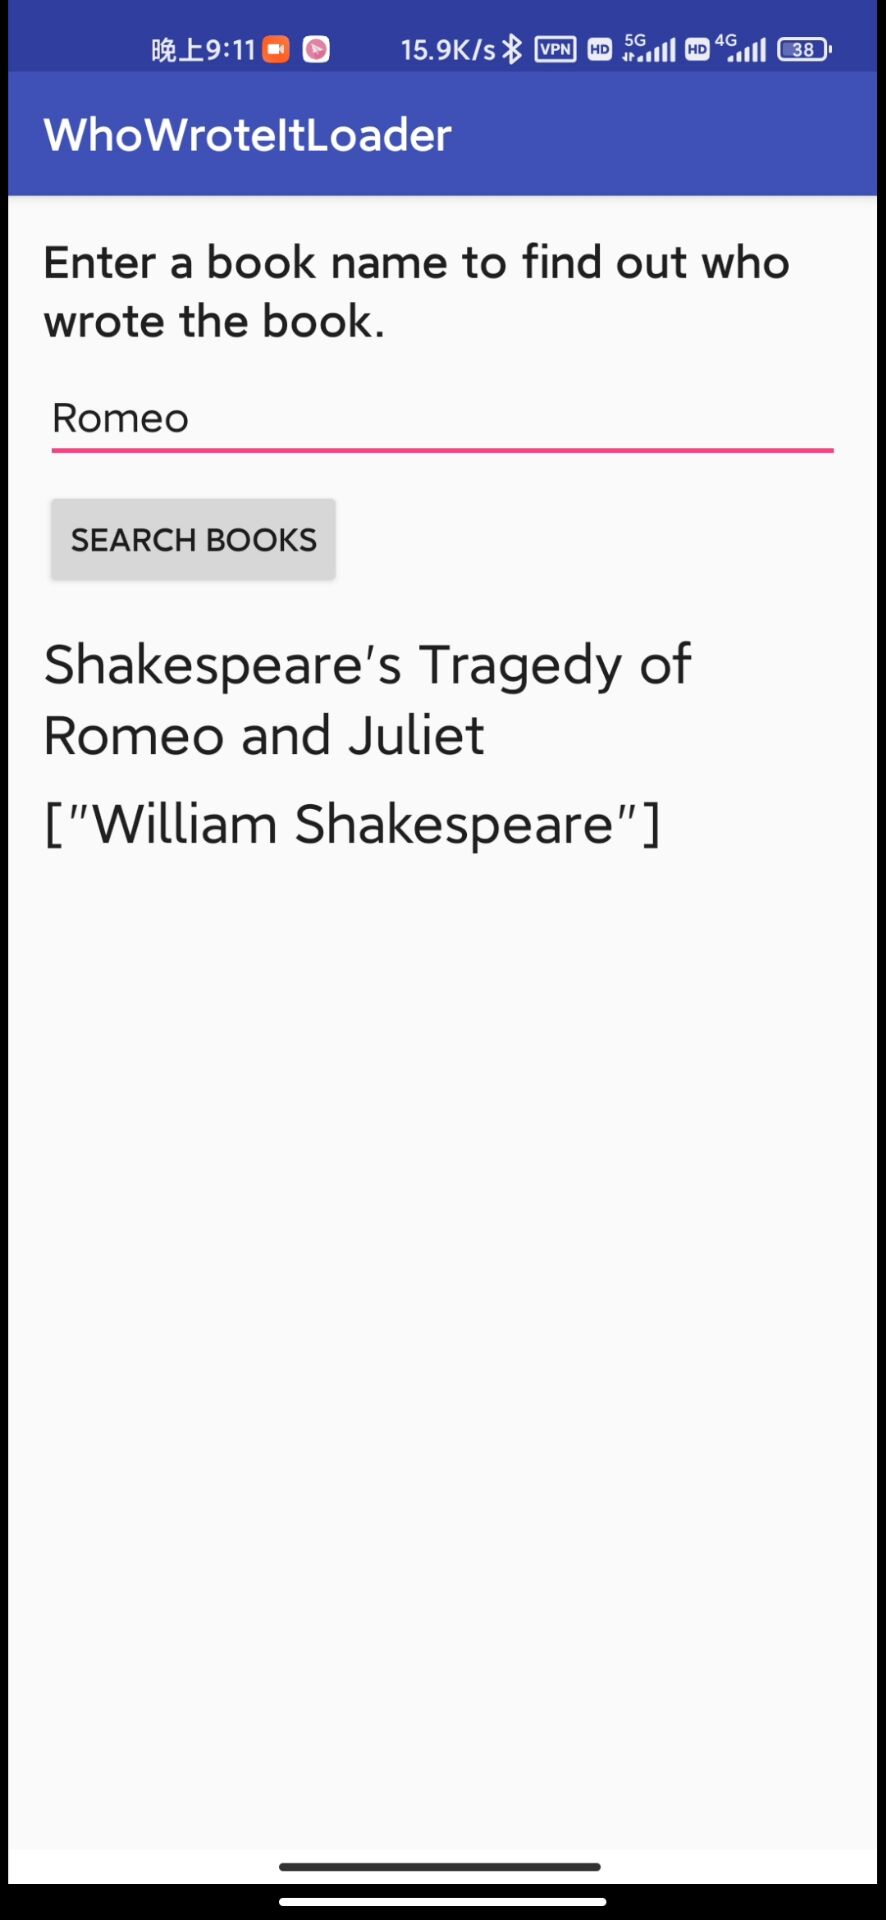 晚上9:11 15.9K/s VPN HD 5G HD 4G 38
WhoWroteItLoader
Enter a book name to find out who
wrote the book.
Romeo
SEARCH BOOKS
Shakespeare's Tragedy of
Romeo and Juliet
["William Shakespeare"]